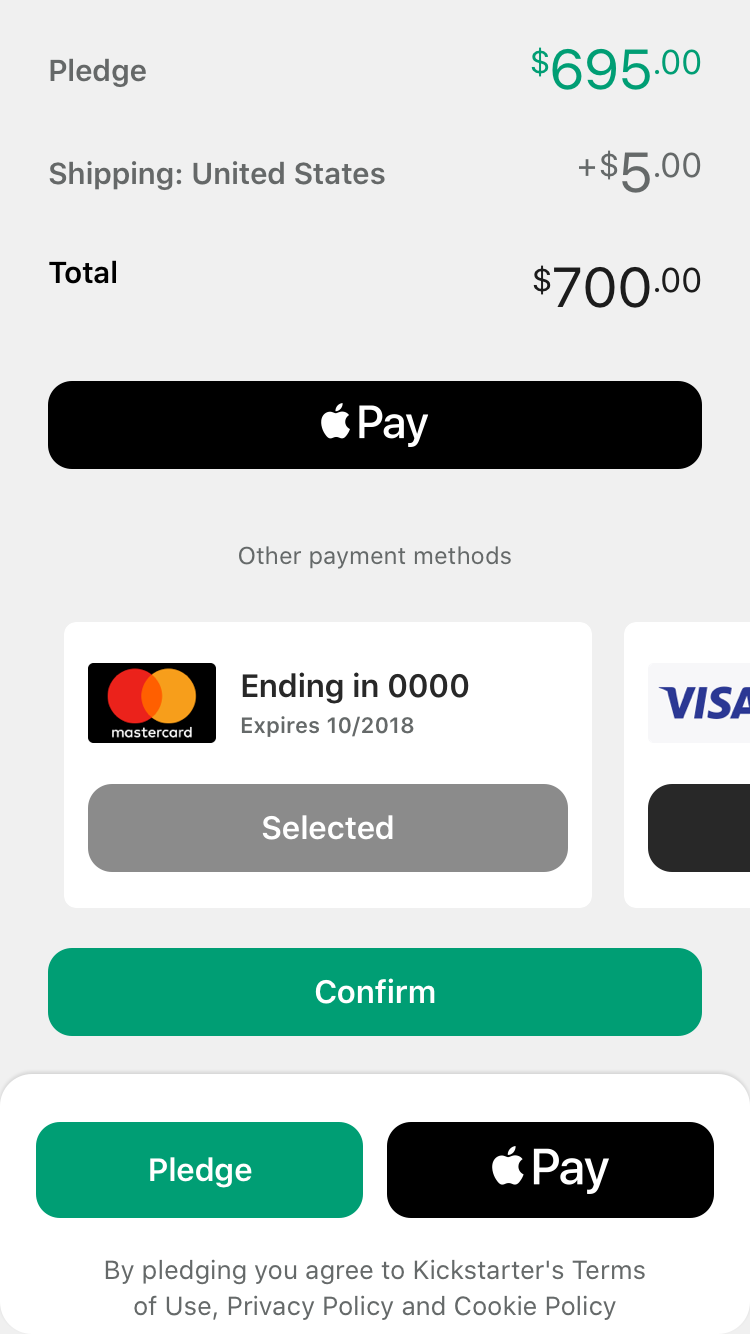 Pledge $695.00
Shipping: United States +$5.00
Total $700.00
Pay
Other payment methods
mastercard
Ending in 0000
Expires 10/2018
VISA
Selected
Confirm
Pledge
Pay
By pledging you agree to Kickstarter's Terms
of Use, Privacy Policy and Cookie Policy